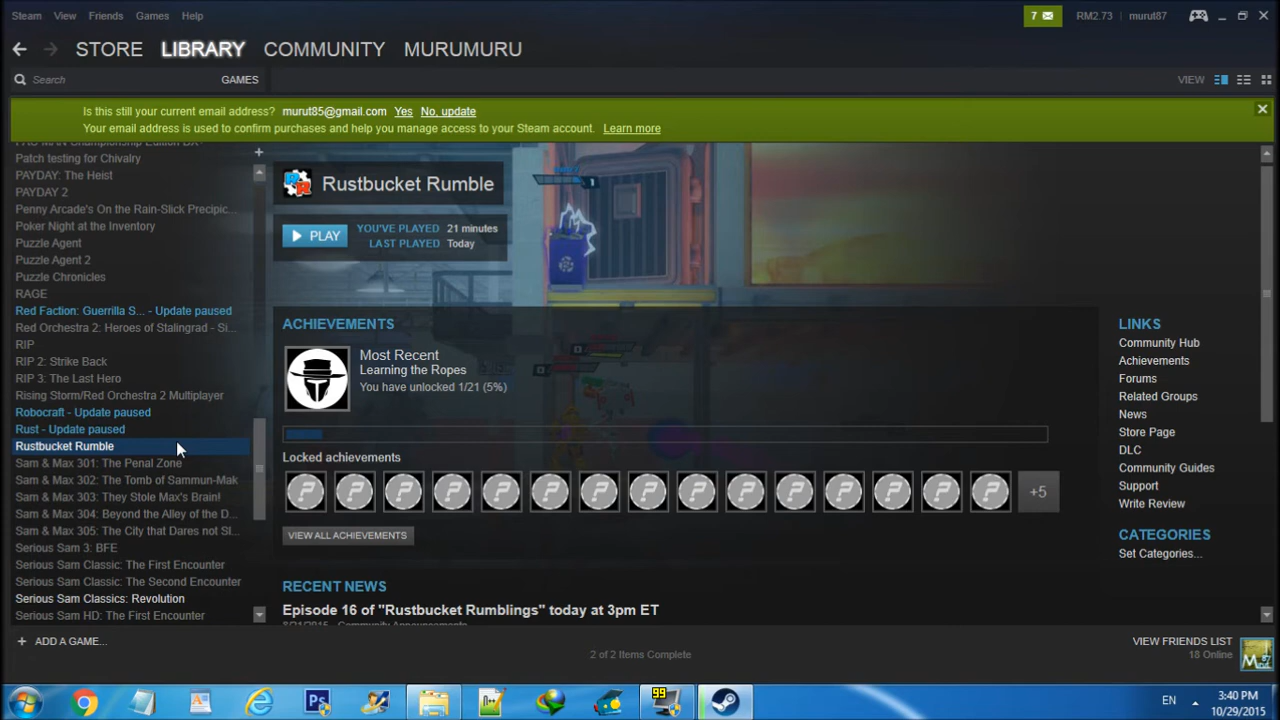 Steam View Friends Games Help
7 RM2.73 murut87
STORE LIBRARY COMMUNITY MURUMURU
Search GAMES VIEW
Is this still your current email address? murut85@gmail.com Yes No, update
Your email address is used to confirm purchases and help you manage access to your Steam account. Learn more
Patch testing for Chivalry
PAYDAY: The Heist
PAYDAY 2
Penny Arcade's On the Rain-Slick Precipic...
Poker Night at the Inventory
Puzzle Agent
Puzzle Agent 2
Puzzle Chronicles
RAGE
Red Faction: Guerrilla S... - Update paused
Red Orchestra 2: Heroes of Stalingrad - Si...
RIP
RIP 2: Strike Back
RIP 3: The Last Hero
Rising Storm/Red Orchestra 2 Multiplayer
Robocraft - Update paused
Rust - Update paused
Rustbucket Rumble
Sam & Max 301: The Penal Zone
Sam & Max 302: The Tomb of Sammun-Mak
Sam & Max 303: They Stole Max's Brain!
Sam & Max 304: Beyond the Alley of the D...
Sam & Max 305: The City that Dares not Sl...
Serious Sam 3: BFE
Serious Sam Classic: The First Encounter
Serious Sam Classic: The Second Encounter
Serious Sam Classics: Revolution
Serious Sam HD: The First Encounter
Rustbucket Rumble
PLAY
YOU'VE PLAYED 21 minutes
LAST PLAYED Today
ACHIEVEMENTS
Most Recent
Learning the Ropes
You have unlocked 1/21 (5%)
Locked achievements
+5
VIEW ALL ACHIEVEMENTS
RECENT NEWS
Episode 16 of "Rustbucket Rumblings" today at 3pm ET
8/21/2015 - Community Announcements
LINKS
Community Hub
Achievements
Forums
Related Groups
News
Store Page
DLC
Community Guides
Support
Write Review
CATEGORIES
Set Categories...
ADD A GAME...
2 of 2 Items Complete
VIEW FRIENDS LIST
18 Online
99
EN
3:40 PM
10/29/2015